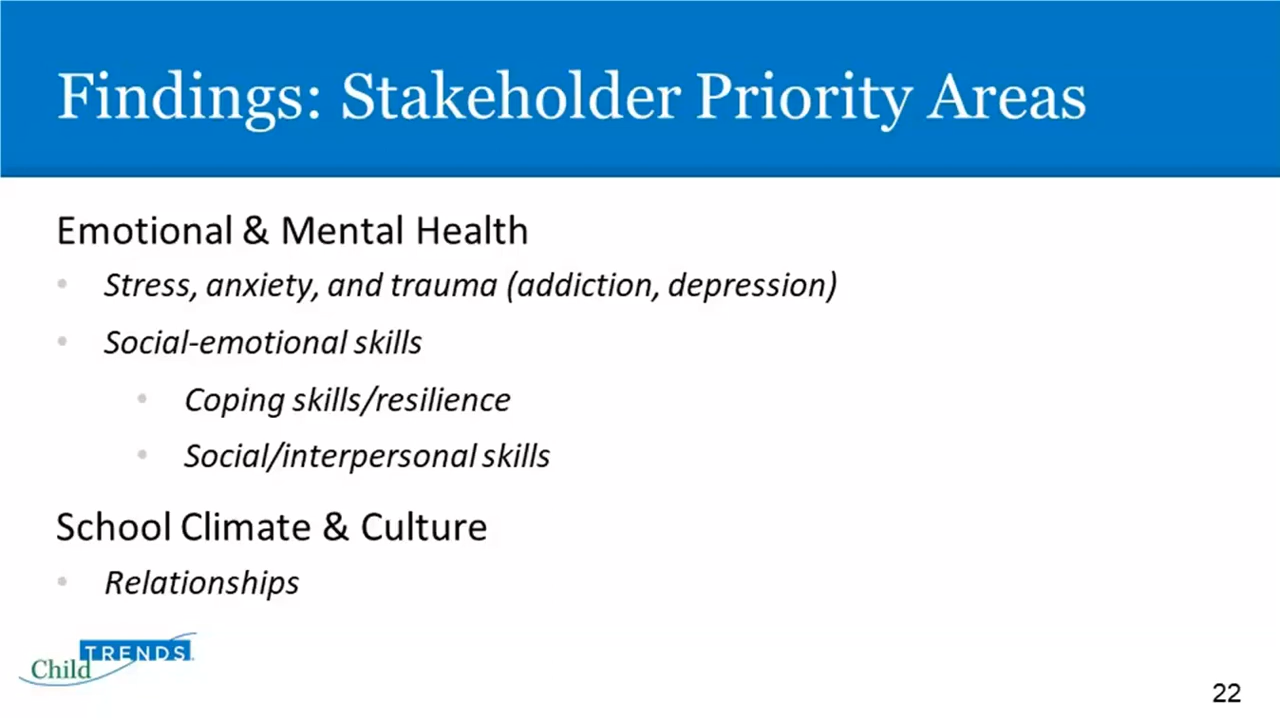 Findings: Stakeholder Priority Areas
Emotional & Mental Health
• Stress, anxiety, and trauma (addiction, depression)
• Social-emotional skills
• Coping skills/resilience
• Social/interpersonal skills
School Climate & Culture
• Relationships
Child TRENDS
22